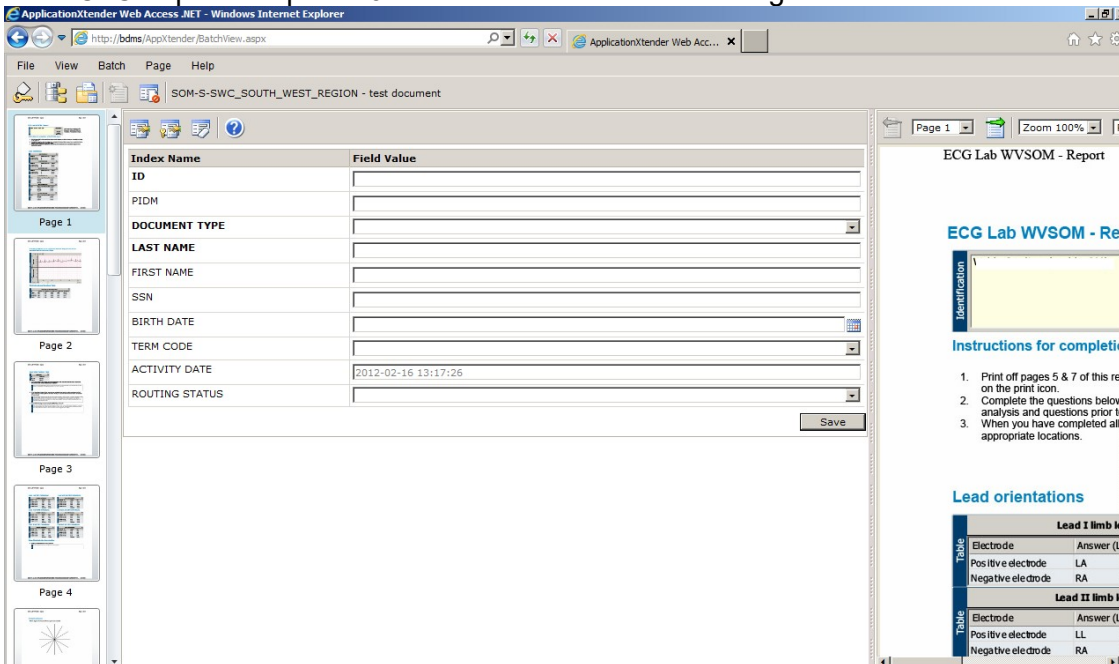 ApplicationXtender Web Access .NET - Windows Internet Explorer
http://bdms/AppXtender/BatchView.aspx
ApplicationXtender Web Acc...
File View Batch Page Help
SOM-S-SWC_SOUTH_WEST_REGION - test document
Page 1
Zoom 100%
Index Name Field Value
ID
PIDM
DOCUMENT TYPE
LAST NAME
FIRST NAME
SSN
BIRTH DATE
TERM CODE
ACTIVITY DATE 2012-02-16 13:17:26
ROUTING STATUS
Save
Page 1
Page 2
Page 3
Page 4
ECG Lab WVSOM - Report
ECG Lab WVSOM - Re
Identification
Instructions for completi
1. Print off pages 5 & 7 of this re
on the print icon.
2. Complete the questions below
analysis and questions prior t
3. When you have completed all
appropriate locations.
Lead orientations
Table
Lead I limb le
Electrode Answer (L
Positive electrode LA
Negative electrode RA
Table
Lead II limb l
Electrode Answer (L
Positive electrode LL
Negative electrode RA